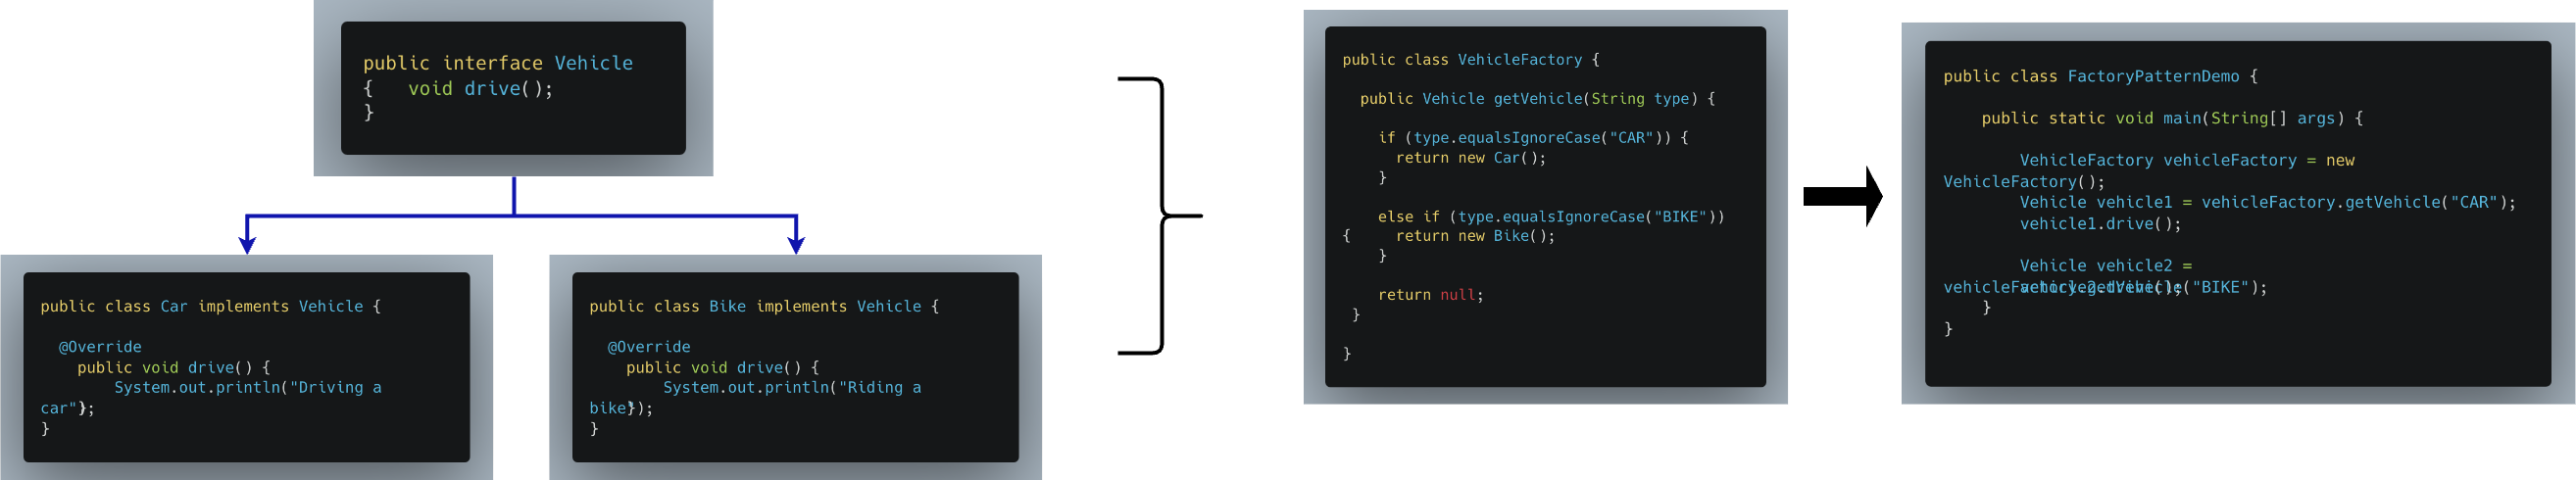 public interface Vehicle
{   void drive();
}
public class Car implements Vehicle {
@Override
public void drive() {
System.out.println("Driving a
car");
}
}
public class Bike implements Vehicle {
@Override
public void drive() {
System.out.println("Riding a
bike");
}
}
public class VehicleFactory {
public Vehicle getVehicle(String type) {
if (type.equalsIgnoreCase("CAR")) {
return new Car();
}
else if (type.equalsIgnoreCase("BIKE"))
{     return new Bike();
}
return null;
}
}
public class FactoryPatternDemo {
public static void main(String[] args) {
VehicleFactory vehicleFactory = new
VehicleFactory();
Vehicle vehicle1 = vehicleFactory.getVehicle("CAR");
vehicle1.drive();
Vehicle vehicle2 =
vehicleFactory.getVehicle("BIKE");
vehicle2.drive();
}
}